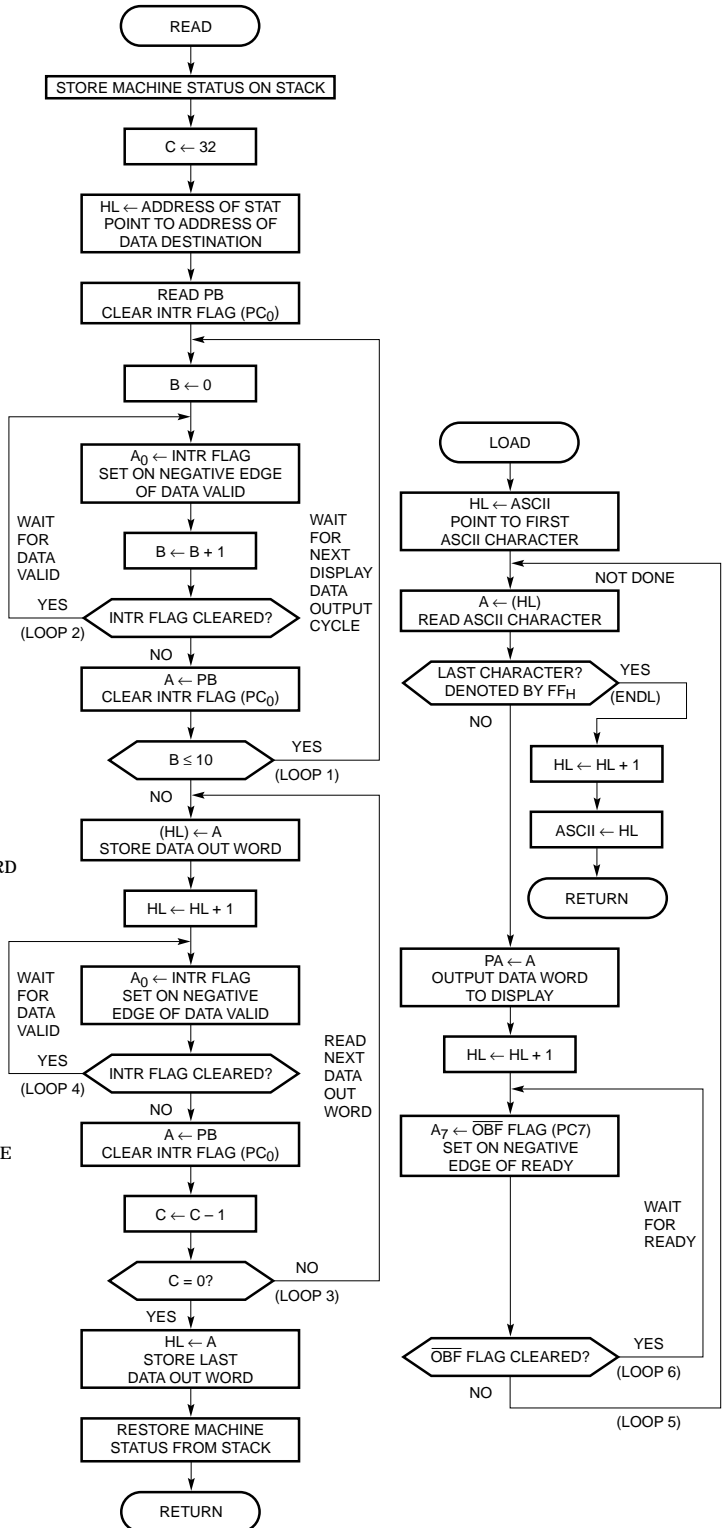 READ
STORE MACHINE STATUS ON STACK
C ← 32
HL ← ADDRESS OF STAT
POINT TO ADDRESS OF
DATA DESTINATION
READ PB
CLEAR INTR FLAG (PC0)
B ← 0
A0 ← INTR FLAG
SET ON NEGATIVE EDGE
OF DATA VALID
WAIT
FOR
DATA
VALID
B ← B + 1
WAIT
FOR
NEXT
DISPLAY
DATA
OUTPUT
CYCLE
YES
(LOOP 2)
INTR FLAG CLEARED?
NO
A ← PB
CLEAR INTR FLAG (PC0)
B ≤ 10
YES
(LOOP 1)
NO
(HL) ← A
STORE DATA OUT WORD
RD
HL ← HL + 1
A0 ← INTR FLAG
SET ON NEGATIVE
EDGE OF DATA VALID
WAIT
FOR
DATA
VALID
YES
(LOOP 4)
INTR FLAG CLEARED?
READ
NEXT
DATA
OUT
WORD
NO
A ← PB
CLEAR INTR FLAG (PC0)
E
C ← C – 1
C = 0?
NO
(LOOP 3)
YES
HL ← A
STORE LAST
DATA OUT WORD
RESTORE MACHINE
STATUS FROM STACK
RETURN
LOAD
HL ← ASCII
POINT TO FIRST
ASCII CHARACTER
NOT DONE
A ← (HL)
READ ASCII CHARACTER
LAST CHARACTER?
DENOTED BY FFH
YES
(ENDL)
NO
HL ← HL + 1
ASCII ← HL
RETURN
PA ← A
OUTPUT DATA WORD
TO DISPLAY
HL ← HL + 1
A7 ← O̅B̅F̅ FLAG (PC7)
SET ON NEGATIVE
EDGE OF READY
WAIT
FOR
READY
O̅B̅F̅ FLAG CLEARED?
YES
(LOOP 6)
NO
(LOOP 5)